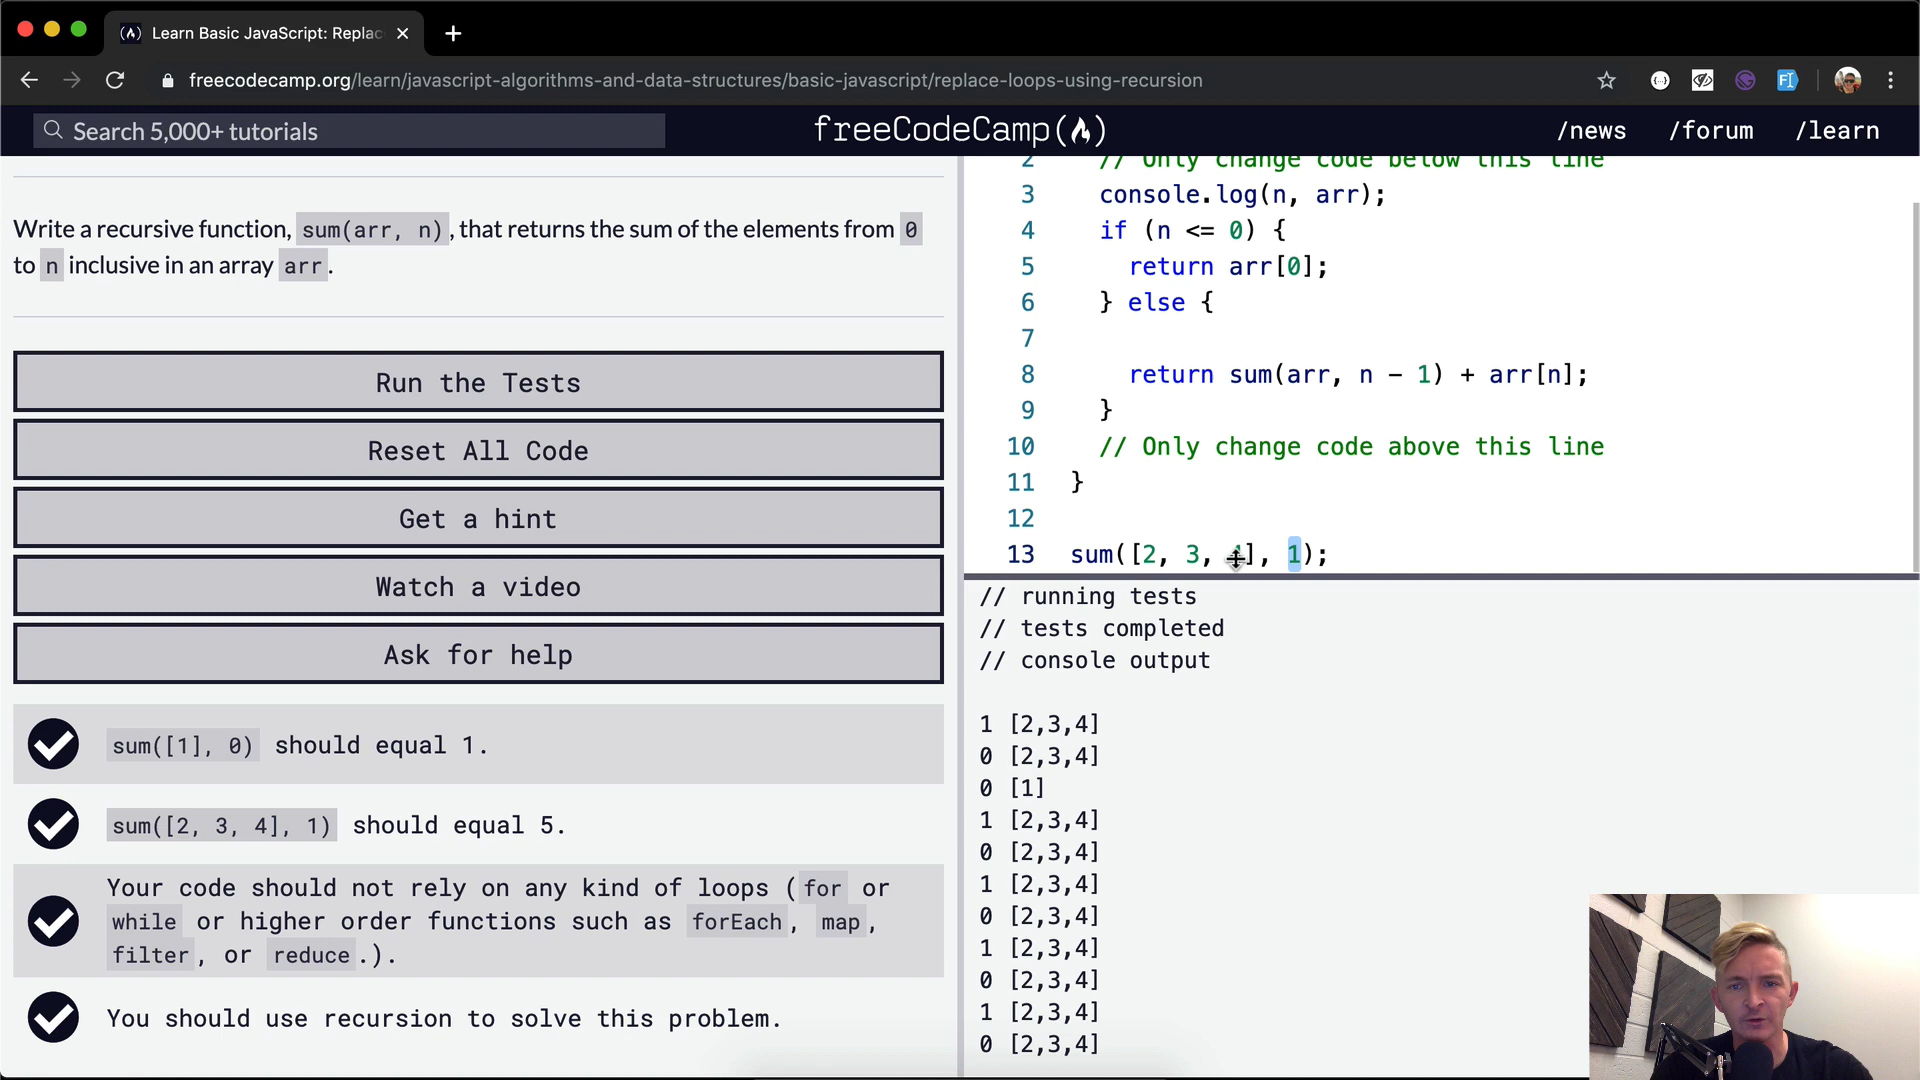 Learn Basic JavaScript: Replac
freecodecamp.org/learn/javascript-algorithms-and-data-structures/basic-javascript/replace-loops-using-recursion
Search 5,000+ tutorials
freeCodeCamp
/news /forum /learn
Write a recursive function, sum(arr, n), that returns the sum of the elements from 0
to n inclusive in an array arr.
Run the Tests
Reset All Code
Get a hint
Watch a video
Ask for help
sum([1], 0) should equal 1.
sum([2, 3, 4], 1) should equal 5.
Your code should not rely on any kind of loops (for or
while or higher order functions such as forEach, map,
filter, or reduce.).
You should use recursion to solve this problem.
2 // Only change code below this line
3 console.log(n, arr);
4 if (n <= 0) {
5 return arr[0];
6 } else {
7
8 return sum(arr, n - 1) + arr[n];
9 }
10 // Only change code above this line
11 }
12
13 sum([2, 3, 4], 1);
// running tests
// tests completed
// console output
1 [2,3,4]
0 [2,3,4]
0 [1]
1 [2,3,4]
0 [2,3,4]
1 [2,3,4]
0 [2,3,4]
1 [2,3,4]
0 [2,3,4]
1 [2,3,4]
0 [2,3,4]